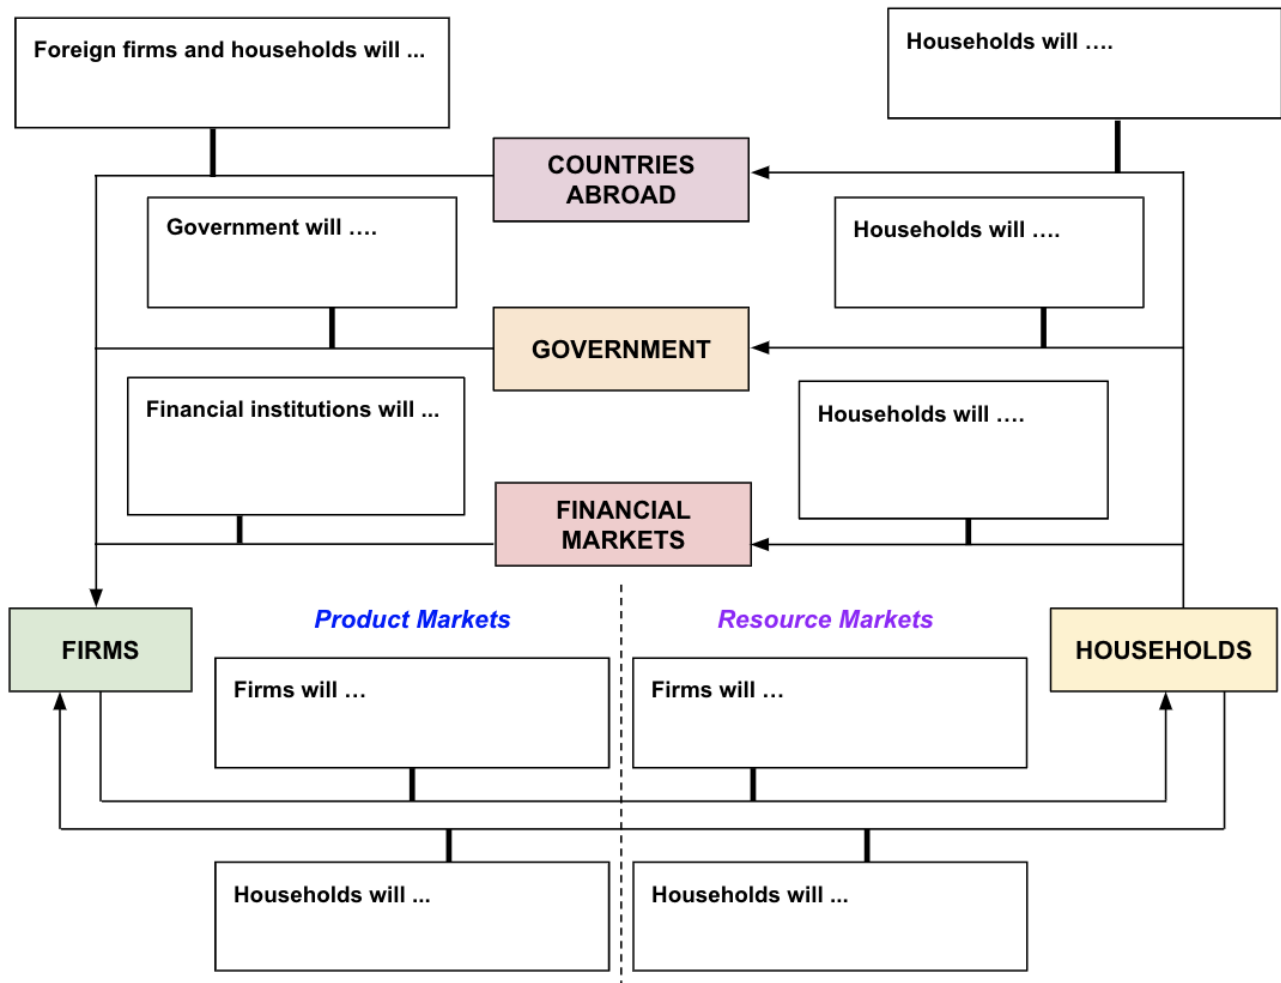 Foreign firms and households will ...
Households will ....
COUNTRIES
ABROAD
Government will ....
Households will ....
GOVERNMENT
Financial institutions will ...
Households will ....
FINANCIAL
MARKETS
Product Markets
Resource Markets
FIRMS
HOUSEHOLDS
Firms will ...
Firms will ...
Households will ...
Households will ...